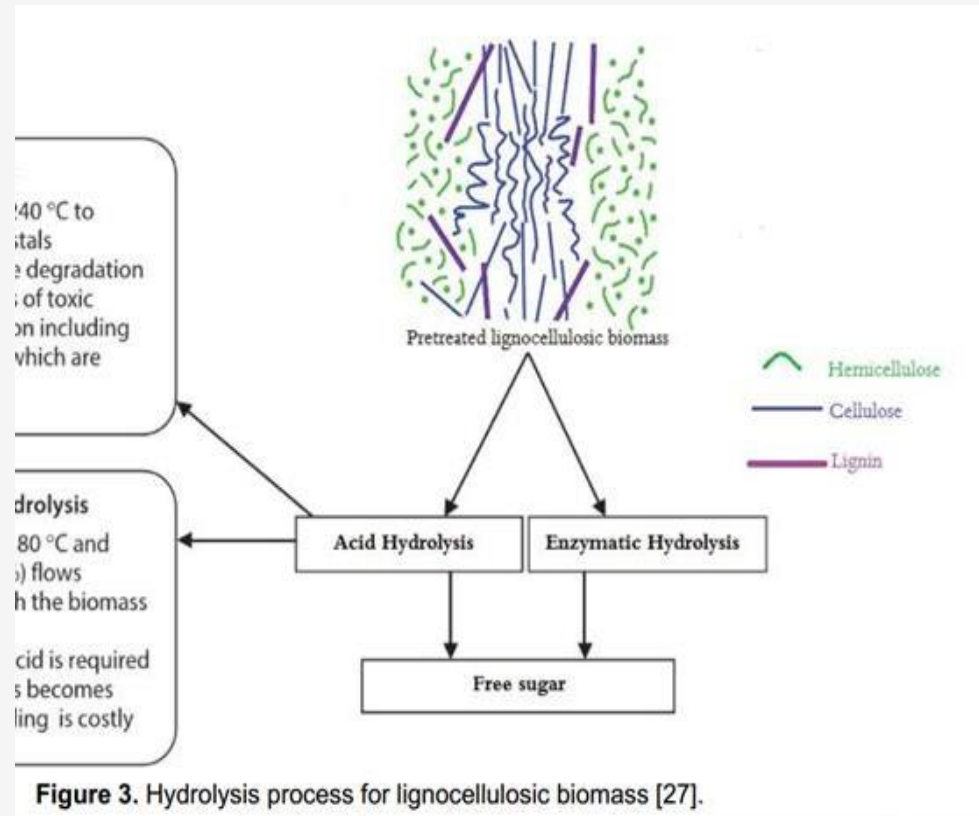 240 °C to
stals
e degradation
s of toxic
on including
which are
drolysis
80 °C and
) flows
h the biomass
cid is required
s becomes
ling is costly
Pretreated lignocellulosic biomass
Hemicellulose
Cellulose
Lignin
Acid Hydrolysis
Enzymatic Hydrolysis
Free sugar
Figure 3. Hydrolysis process for lignocellulosic biomass [27].